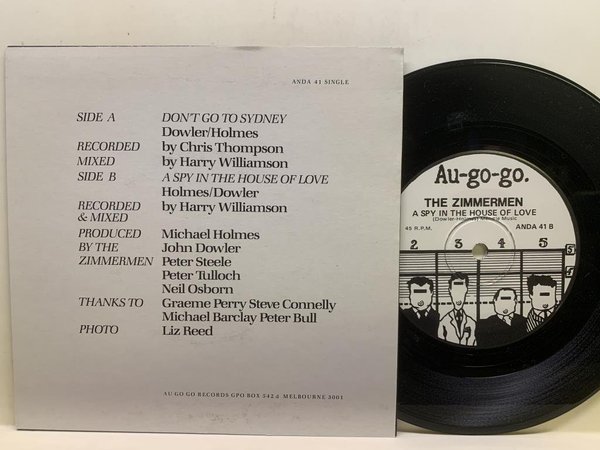 ANDA 41 SINGLE
SIDE A DON'T GO TO SYDNEY
Dowler/Holmes
RECORDED by Chris Thompson
MIXED by Harry Williamson
SIDE B A SPY IN THE HOUSE OF LOVE
Holmes/Dowler
RECORDED by Harry Williamson
& MIXED
PRODUCED Michael Holmes
BY THE John Dowler
ZIMMERMEN Peter Steele
Peter Tulloch
Neil Osborn
THANKS TO Graeme Perry Steve Connelly
Michael Barclay Peter Bull
PHOTO Liz Reed
AU GO GO RECORDS GPO BOX 542d MELBOURNE 3001
Au-go-go.
THE ZIMMERMEN
A SPY IN THE HOUSE OF LOVE
(Dowler-Holmes) Music
45 R.P.M. ANDA 41 B
2 3 4 5